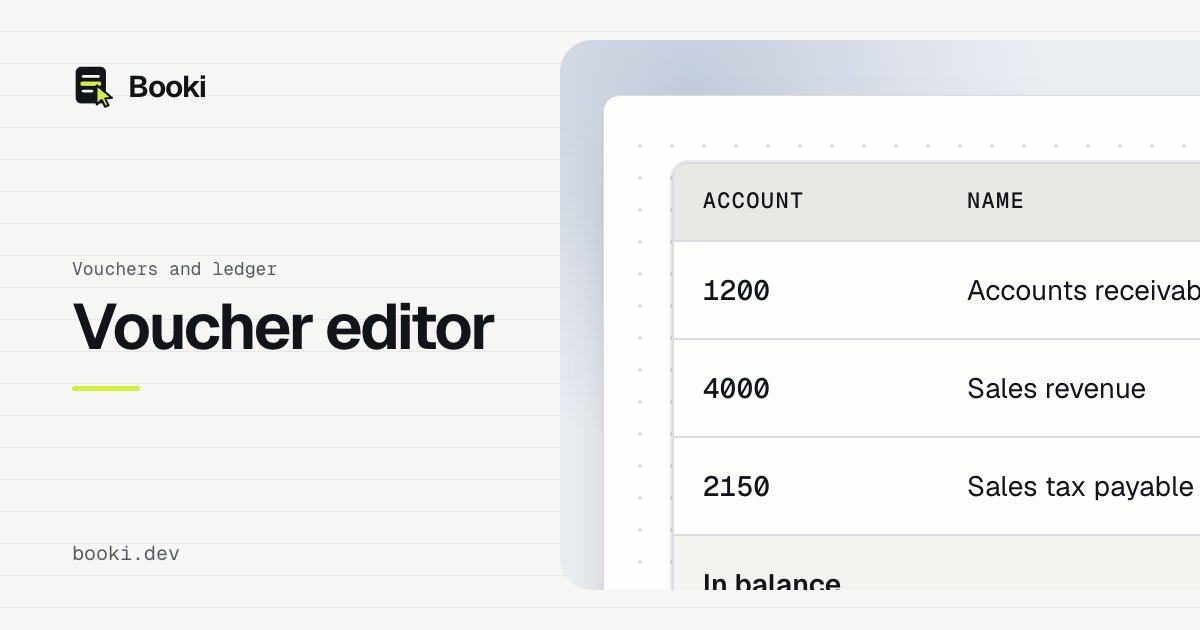 Booki
Vouchers and ledger
Voucher editor
booki.dev
ACCOUNT NAME
1200 Accounts receivab
4000 Sales revenue
2150 Sales tax payable
In balance